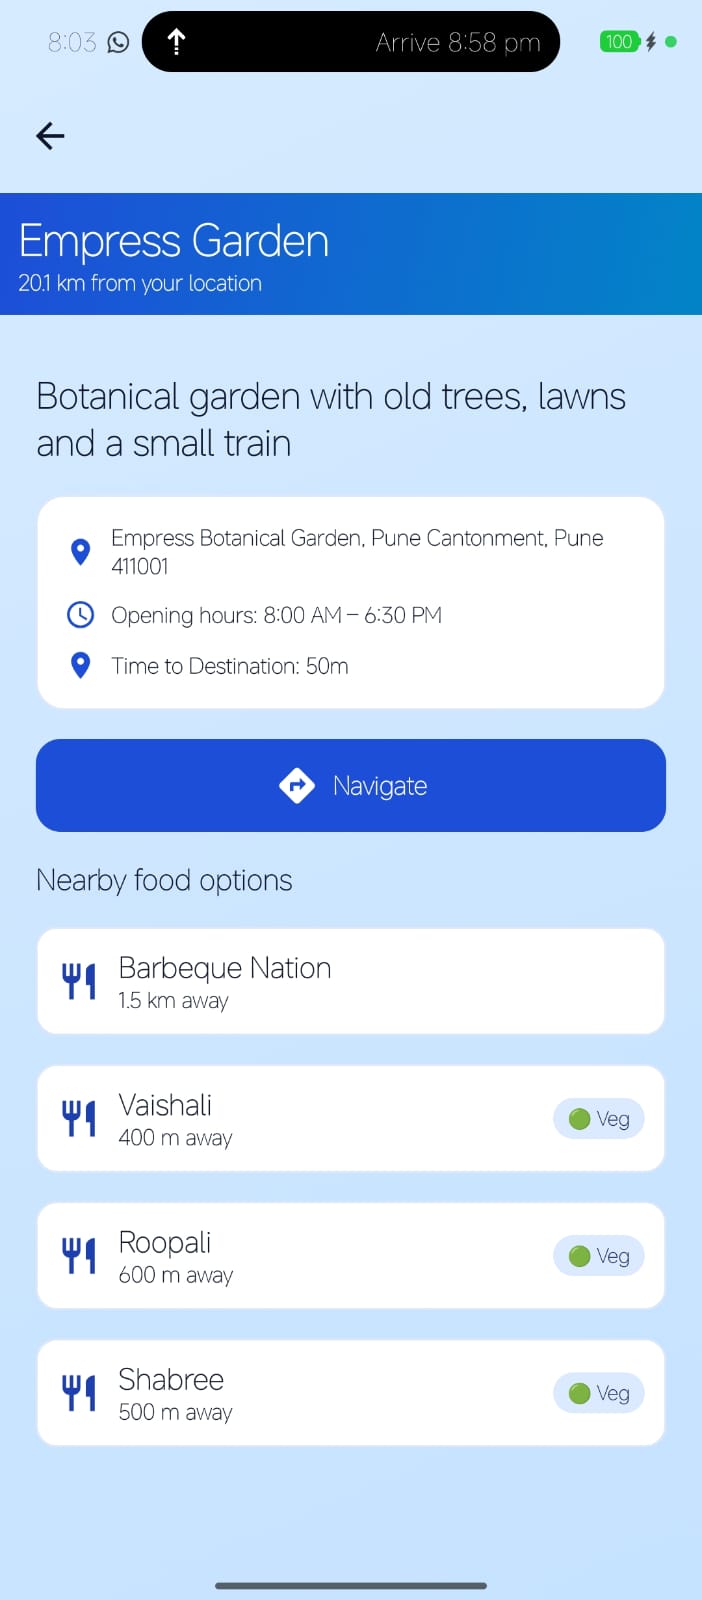 8:03
Arrive 8:58 pm
100
Empress Garden
20.1 km from your location
Botanical garden with old trees, lawns
and a small train
Empress Botanical Garden, Pune Cantonment, Pune
411001
Opening hours: 8:00 AM – 6:30 PM
Time to Destination: 50m
Navigate
Nearby food options
Barbeque Nation
1.5 km away
Vaishali
400 m away
Veg
Roopali
600 m away
Veg
Shabree
500 m away
Veg